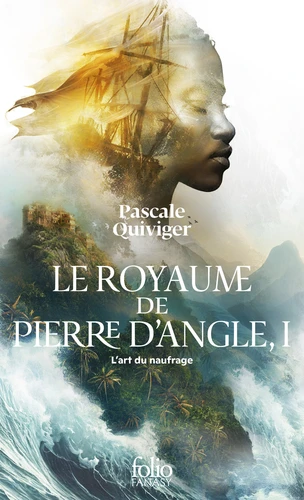 Pascale
Quiviger
LE ROYAUME
DE
PIERRE D'ANGLE, I
L'art du naufrage
folio
FANTASY